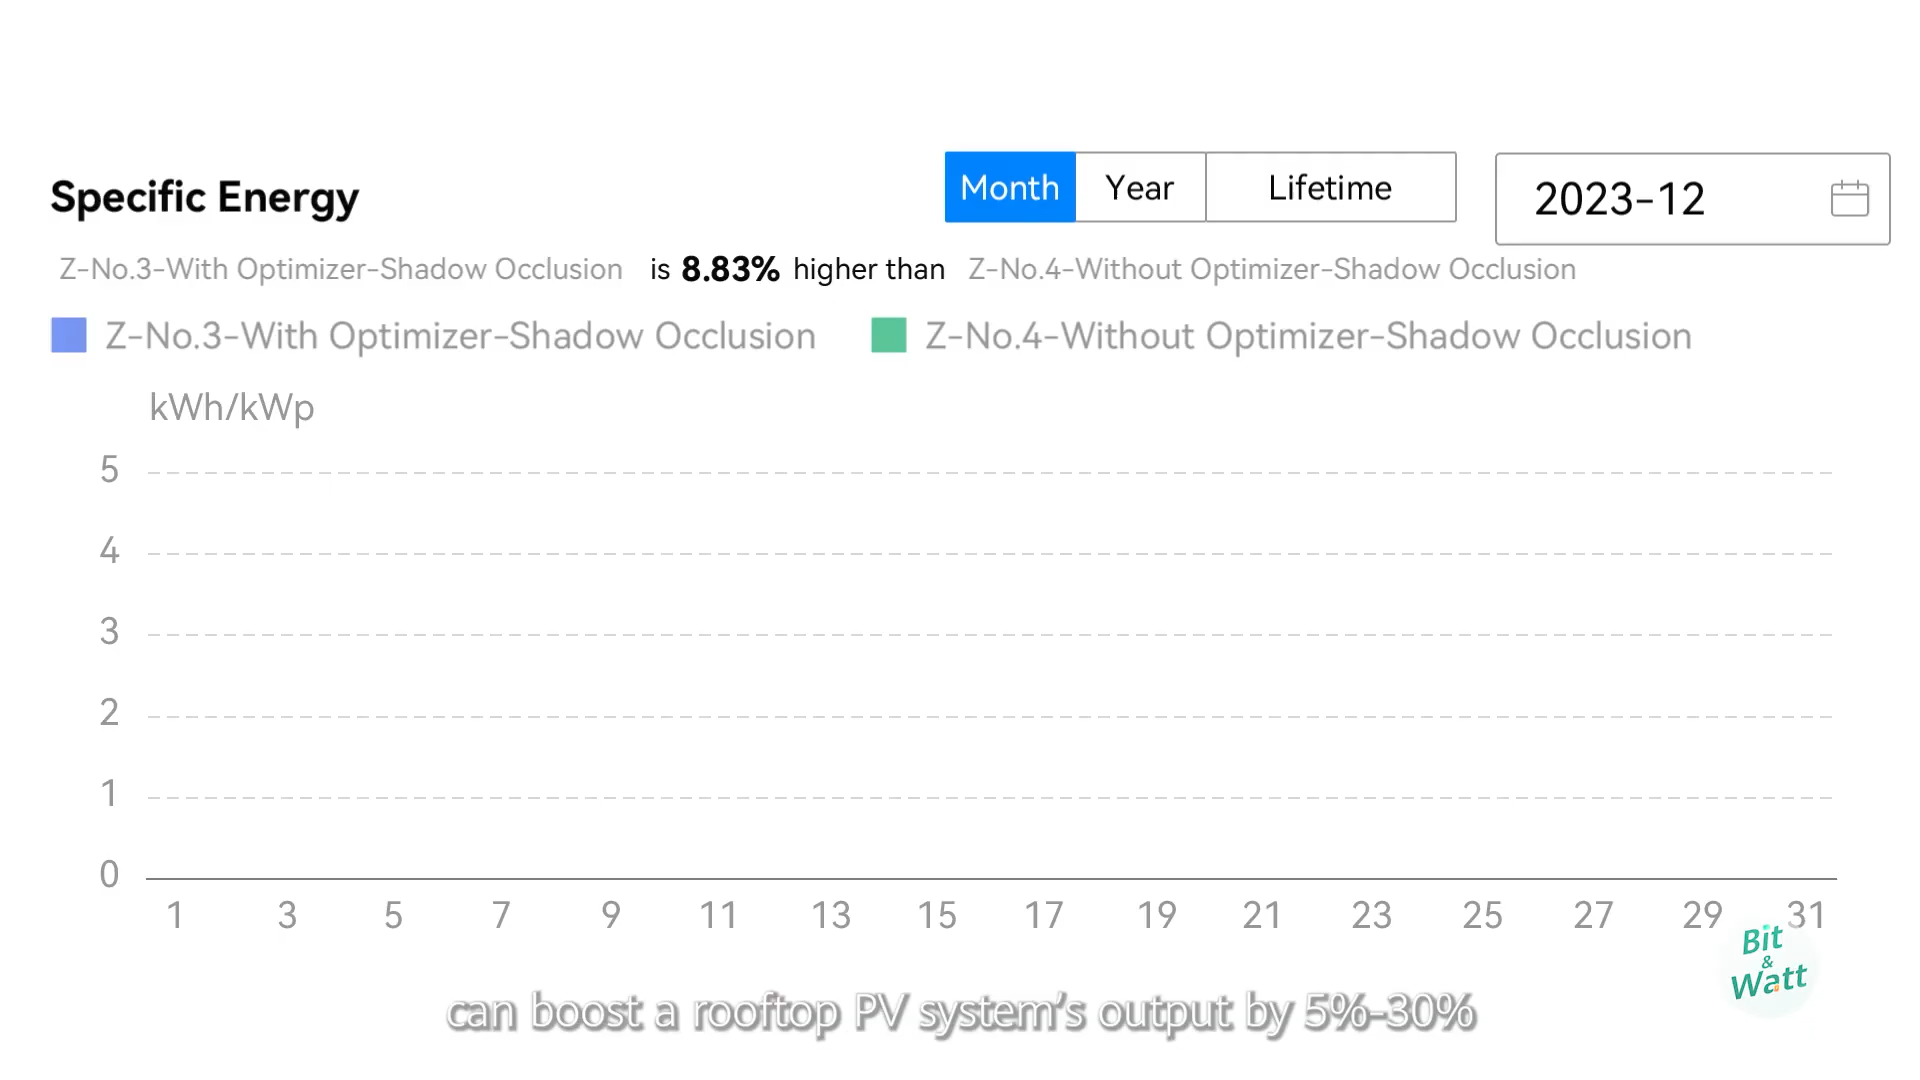 Specific Energy
Month Year Lifetime
2023-12
Z-No.3-With Optimizer-Shadow Occlusion is 8.83% higher than Z-No.4-Without Optimizer-Shadow Occlusion
Z-No.3-With Optimizer-Shadow Occlusion Z-No.4-Without Optimizer-Shadow Occlusion
kWh/kWp
5
4
3
2
1
0
1 3 5 7 9 11 13 15 17 19 21 23 25 27 29 31
Bit
&
Watt
can boost a rooftop PV system's output by 5%-30%